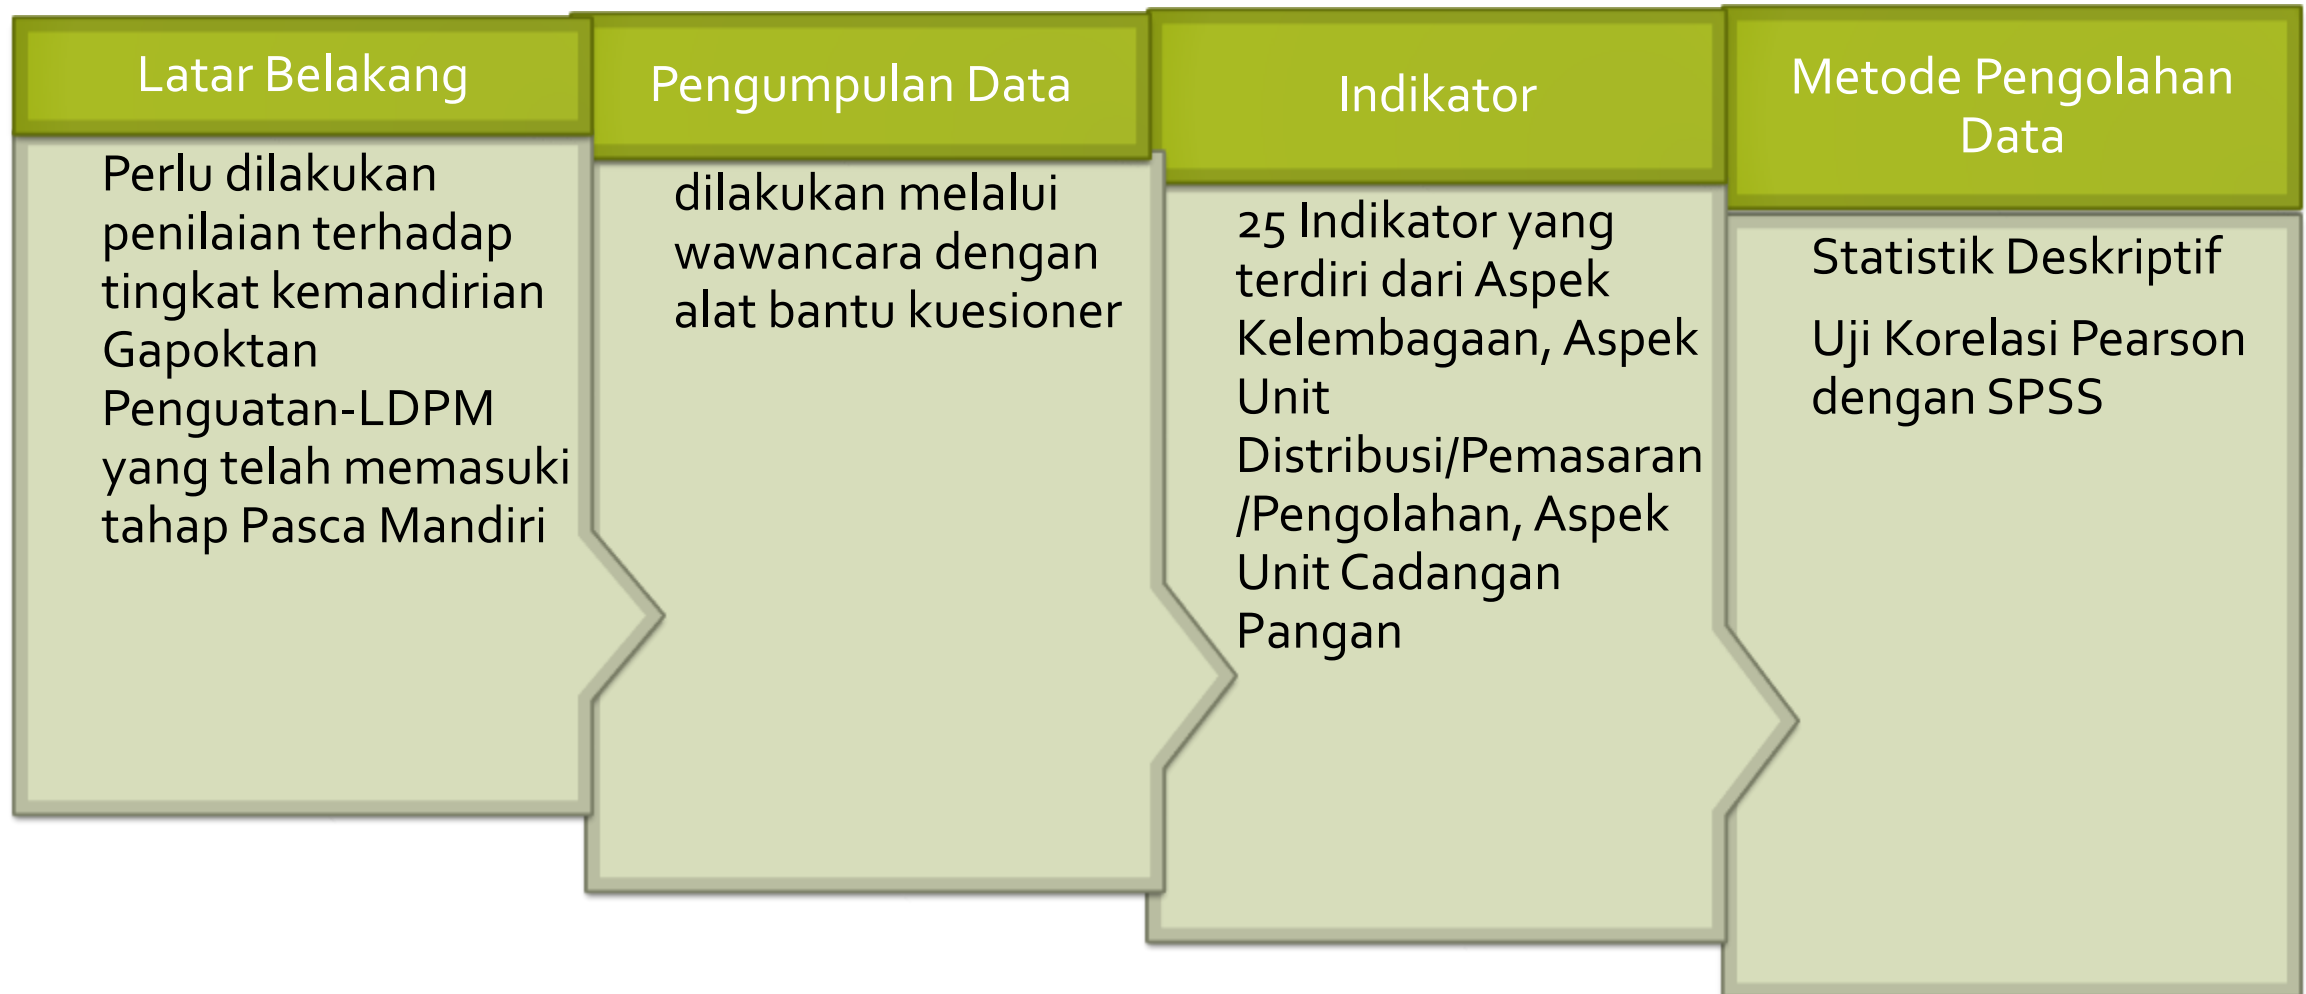 Latar Belakang
Perlu dilakukan
penilaian terhadap
tingkat kemandirian
Gapoktan
Penguatan-LDPM
yang telah memasuki
tahap Pasca Mandiri
Pengumpulan Data
dilakukan melalui
wawancara dengan
alat bantu kuesioner
Indikator
25 Indikator yang
terdiri dari Aspek
Kelembagaan, Aspek
Unit
Distribusi/Pemasaran
/Pengolahan, Aspek
Unit Cadangan
Pangan
Metode Pengolahan
Data
Statistik Deskriptif
Uji Korelasi Pearson
dengan SPSS